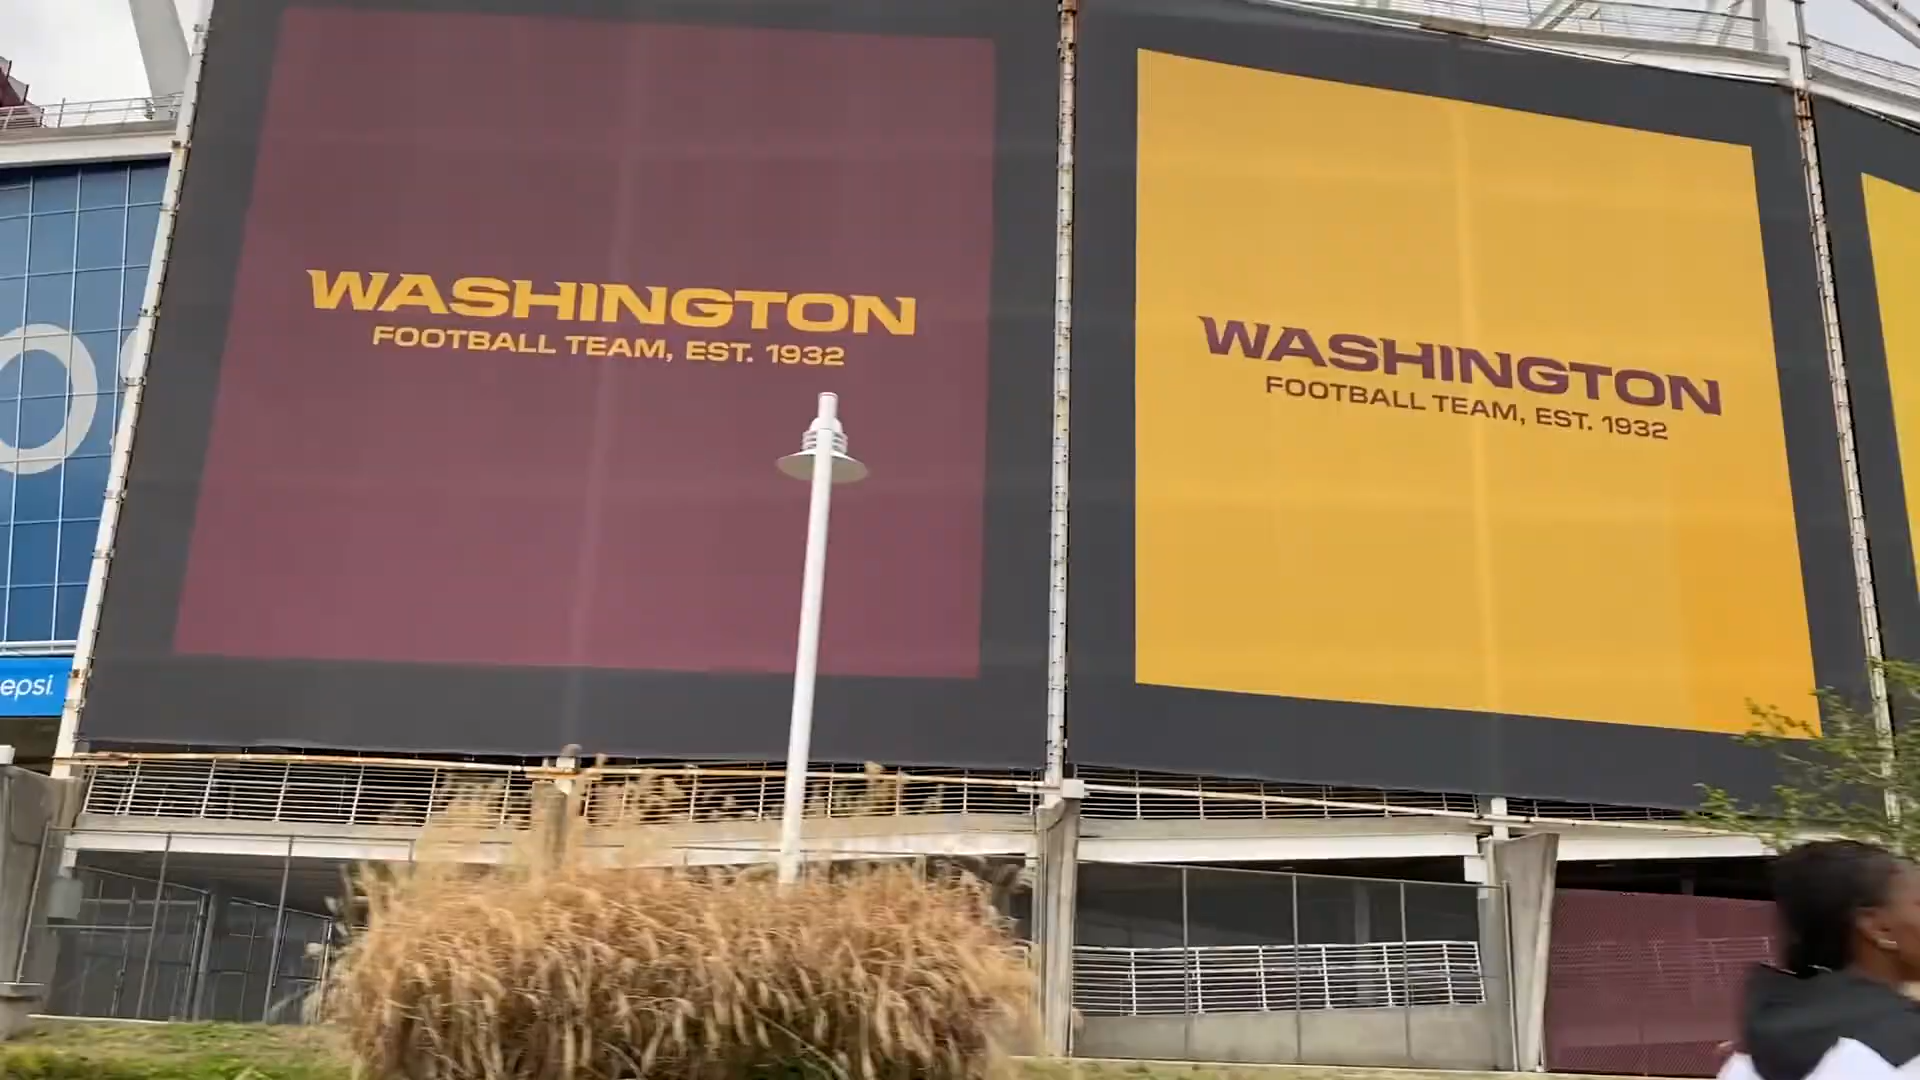 WASHINGTON
FOOTBALL TEAM, EST. 1932
WASHINGTON
FOOTBALL TEAM, EST. 1932
epsi